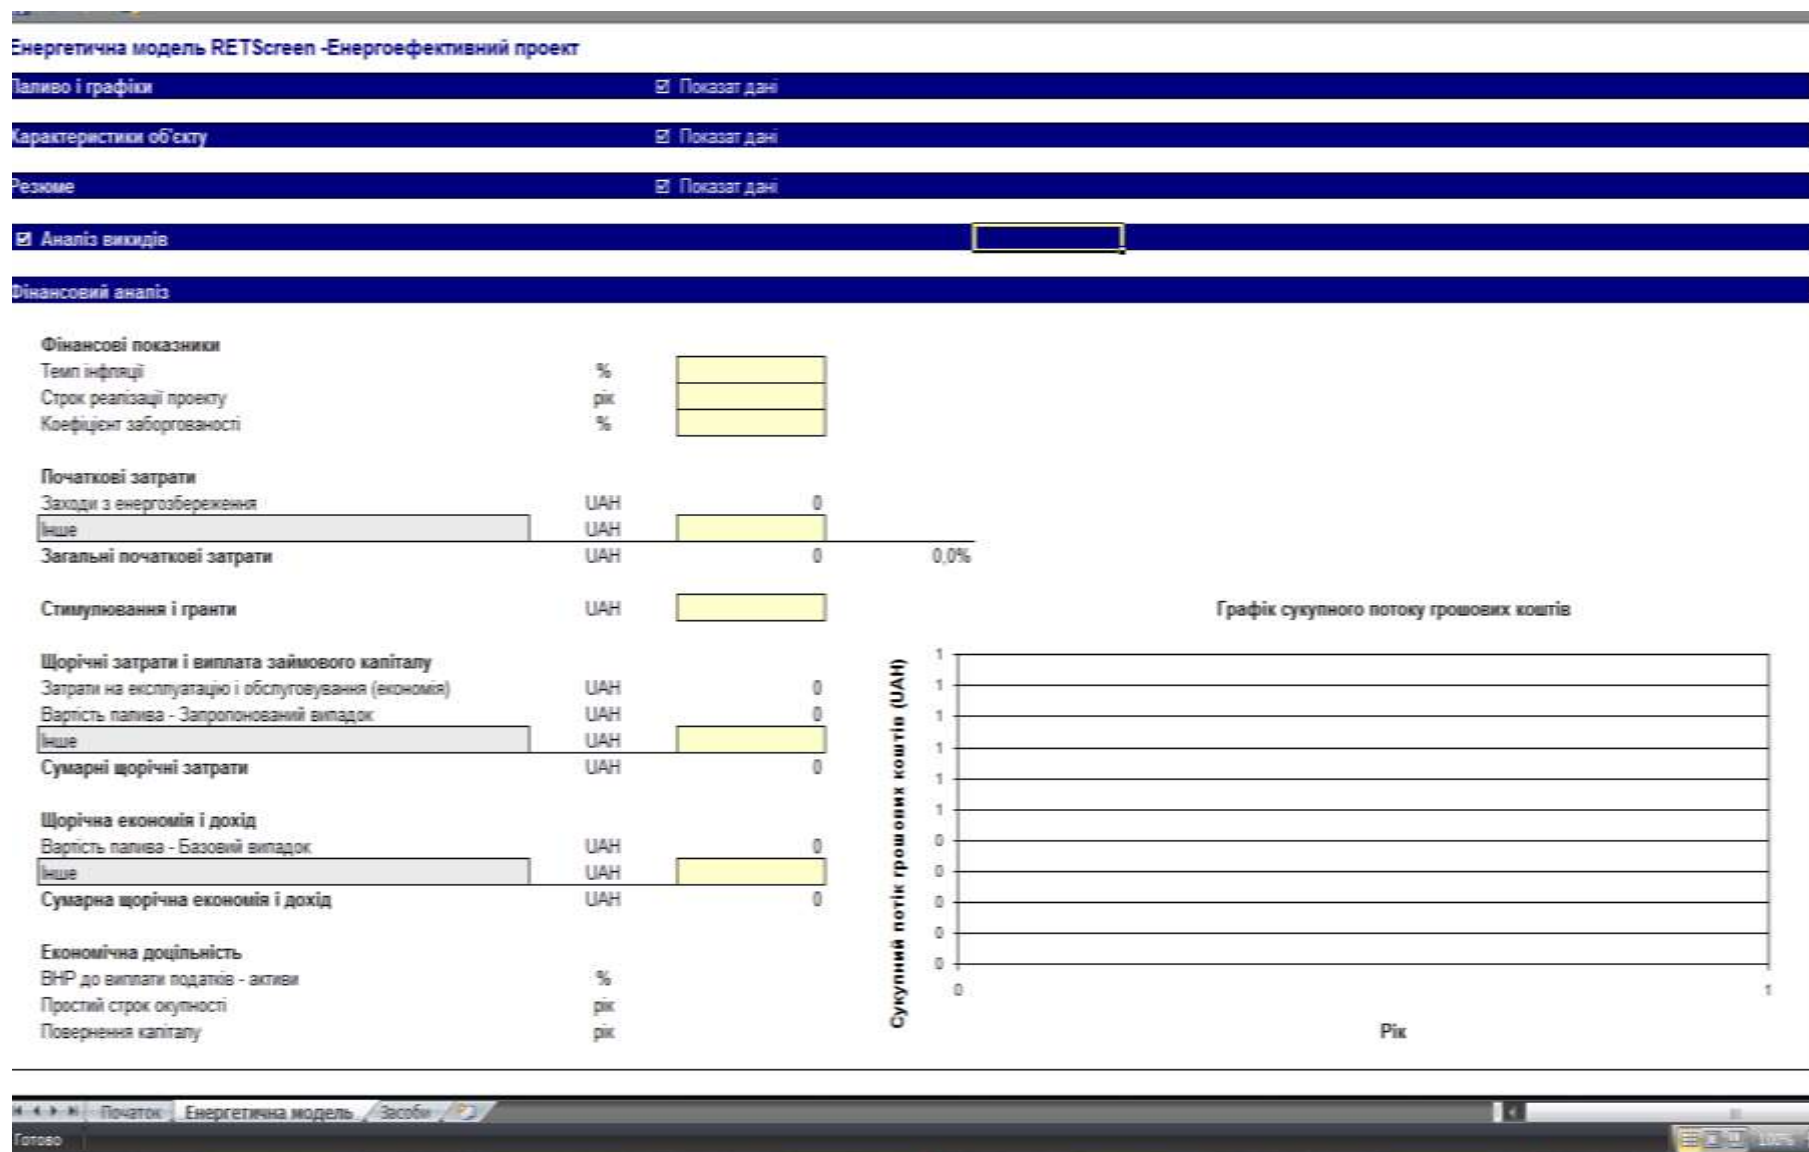 Енергетична модель RETScreen -Енергоефективний проект
Паливо і графіки ☑ Показат дані
Характеристики об'єкту ☑ Показат дані
Резюме ☑ Показат дані
☑ Аналіз викидів
Фінансовий аналіз
Фінансові показники
Темп інфляції %
Строк реалізації проекту рік
Коефіцієнт заборгованості %
Початкові затрати
Заходи з енергозбереження UAH 0
Інше UAH
Загальні початкові затрати UAH 0 0,0%
Стимулювання і гранти UAH
Щорічні затрати і виплата займового капіталу
Затрати на експлуатацію і обслуговування (економія) UAH 0
Вартість палива - Запропонований випадок UAH 0
Інше UAH
Сумарні щорічні затрати UAH 0
Щорічна економія і дохід
Вартість палива - Базовий випадок UAH 0
Інше UAH
Сумарна щорічна економія і дохід UAH 0
Економічна доцільність
ВНР до виплати податків - активи %
Простий строк окупності рік
Повернення капіталу рік
Графік сукупного потоку грошових коштів
Сукупний потік грошових коштів (UAH)
1
1
1
1
1
1
0
0
0
0
0
0 1
Рік
Початок Енергетична модель Засоби
Готово 100%